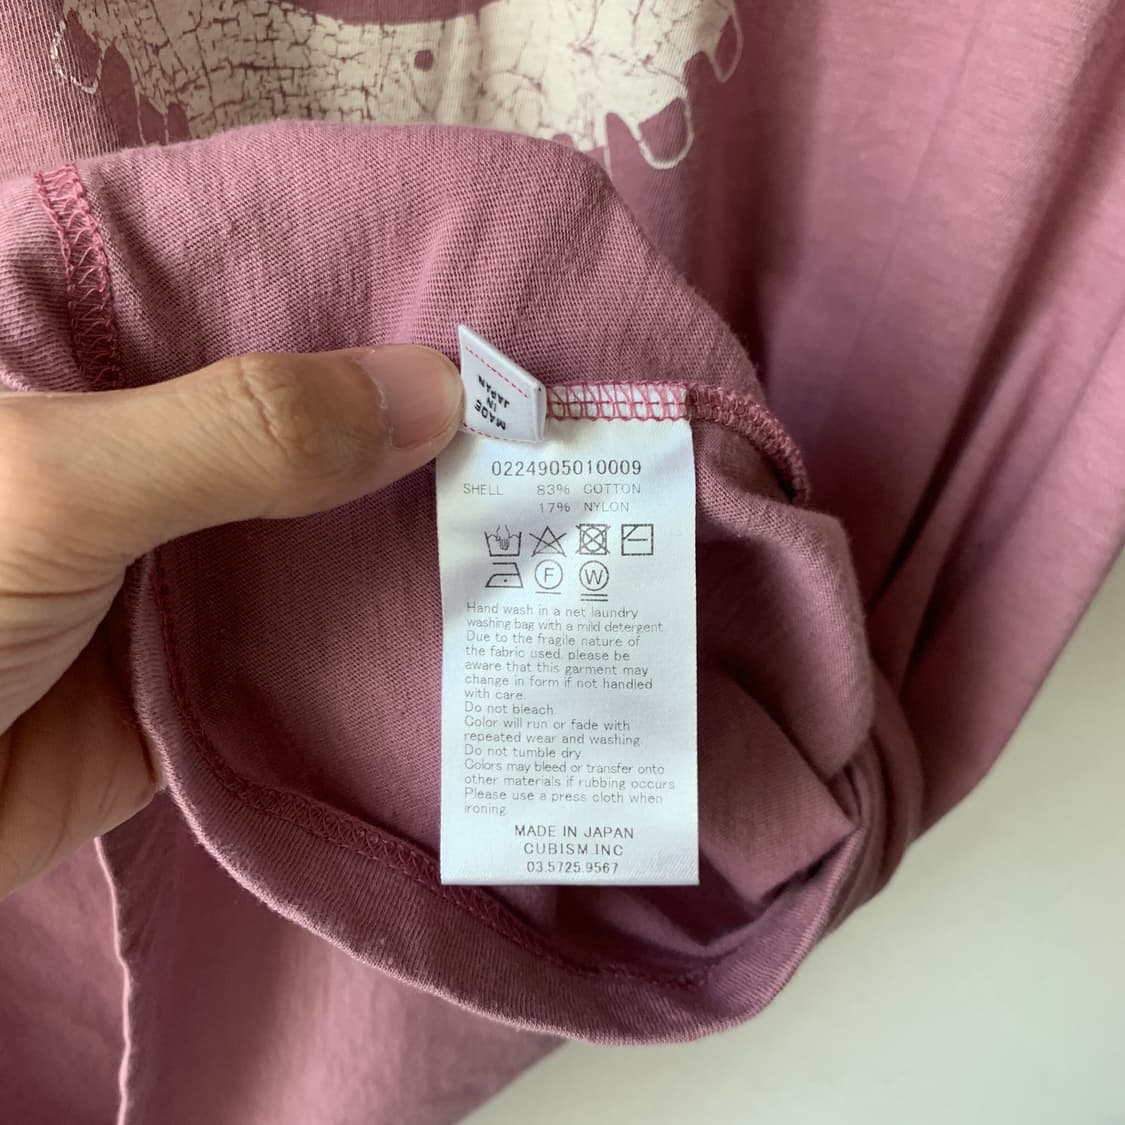 MADE
IN
JAPAN
0224905010009
SHELL 83% COTTON
17% NYLON
F W
Hand wash in a net laundry
washing bag with a mild detergent
Due to the fragile nature of
the fabric used, please be
aware that this garment may
change in form if not handled
with care.
Do not bleach.
Color will run or fade with
repeated wear and washing
Do not tumble dry.
Colors may bleed or transfer onto
other materials if rubbing occurs
Please use a press cloth when
ironing.
MADE IN JAPAN
CUBISM.INC
03.5725.9567